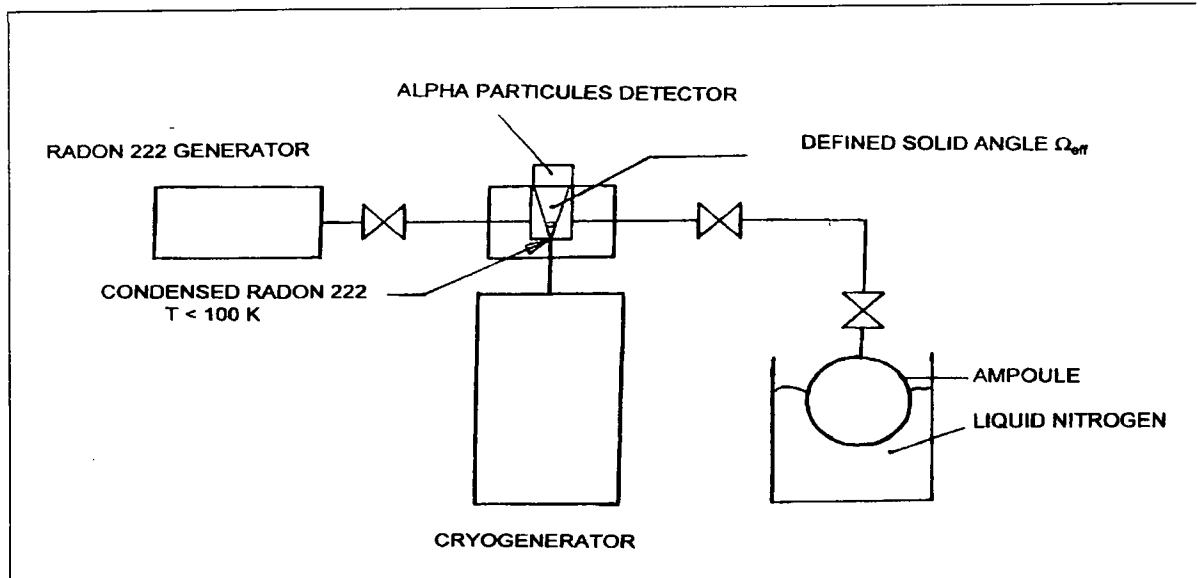 ALPHA PARTICULES DETECTOR
RADON 222 GENERATOR
DEFINED SOLID ANGLE Ωeff
CONDENSED RADON 222
T < 100 K
AMPOULE
LIQUID NITROGEN
CRYOGENERATOR